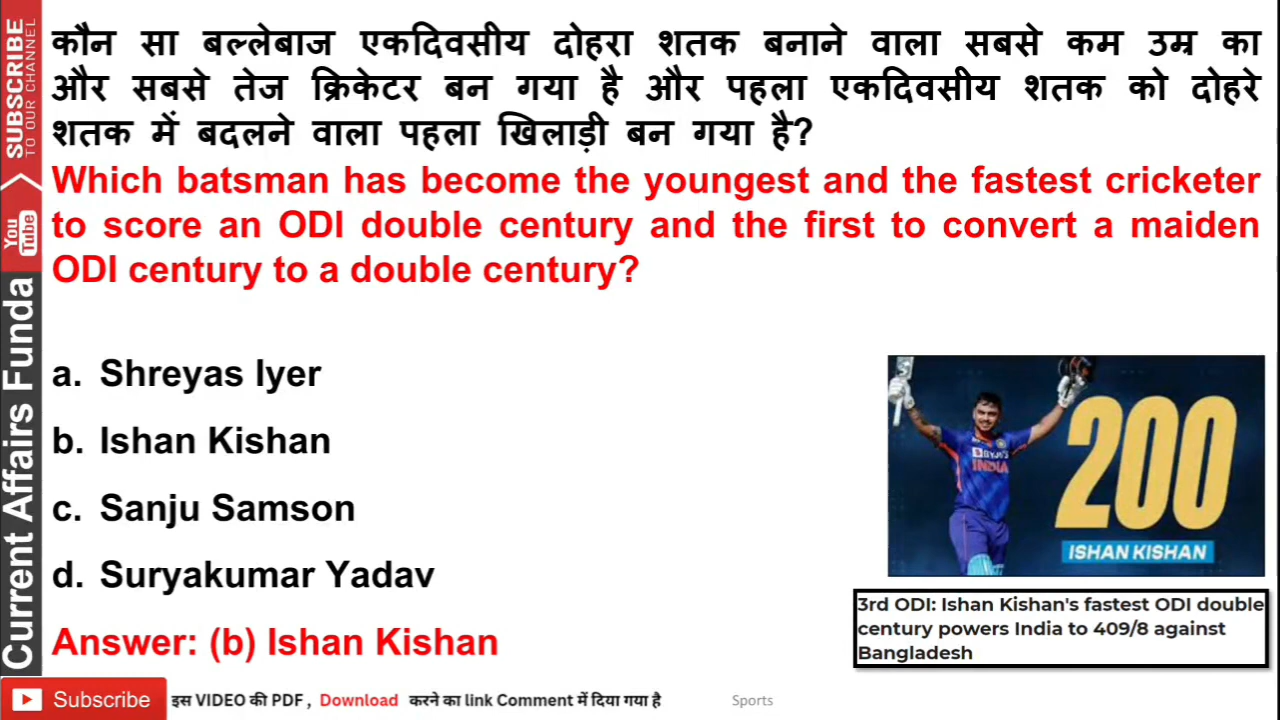 कौन सा बल्लेबाज एकदिवसीय दोहरा शतक बनाने वाला सबसे कम उम्र का
और सबसे तेज क्रिकेटर बन गया है और पहला एकदिवसीय शतक को दोहरे
शतक में बदलने वाला पहला खिलाड़ी बन गया है?
Which batsman has become the youngest and the fastest cricketer
to score an ODI double century and the first to convert a maiden
ODI century to a double century?
a. Shreyas Iyer
b. Ishan Kishan
c. Sanju Samson
d. Suryakumar Yadav
Answer: (b) Ishan Kishan
BYJU'S
INDIA
200
ISHAN KISHAN
3rd ODI: Ishan Kishan's fastest ODI double
century powers India to 409/8 against
Bangladesh
SUBSCRIBE
TO OUR CHANNEL
You
Tube
Current Affairs Funda
Subscribe
इस VIDEO की PDF , Download करने का link Comment में दिया गया है
Sports